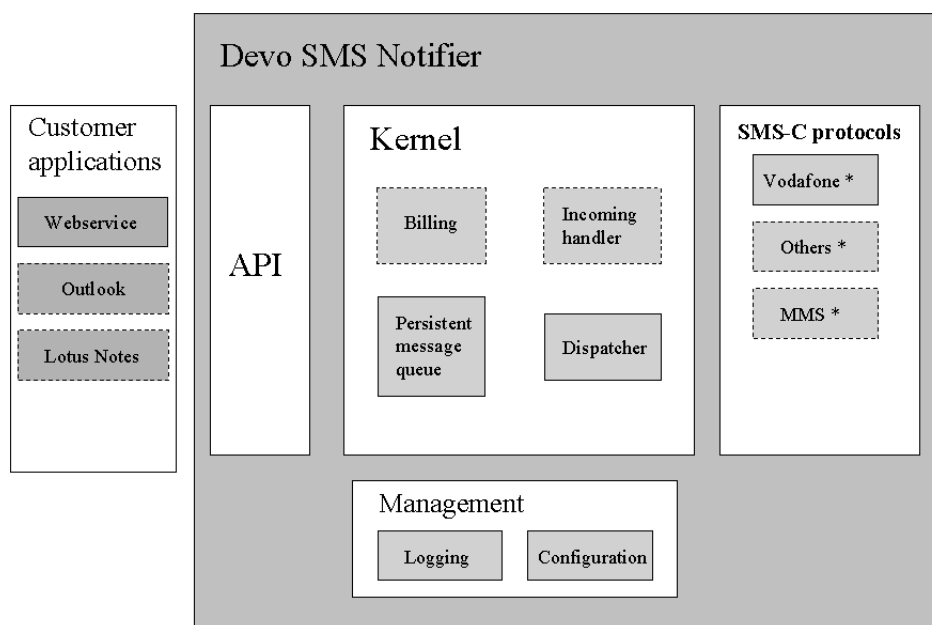 Devo SMS Notifier
Customer
applications
Webservice
Outlook
Lotus Notes
API
Kernel
Billing
Incoming
handler
Persistent
message
queue
Dispatcher
SMS-C protocols
Vodafone *
Others *
MMS *
Management
Logging
Configuration